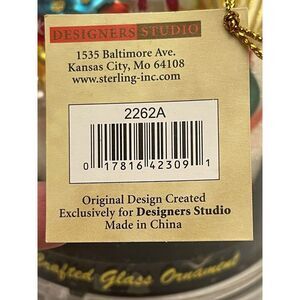 DESIGNERS STUDIO
1535 Baltimore Ave.
Kansas City, Mo 64108
www.sterling-inc.com
2262A
0 17816 42309 1
Original Design Created
Exclusively for Designers Studio
Made in China
Crafted Glass Ornament